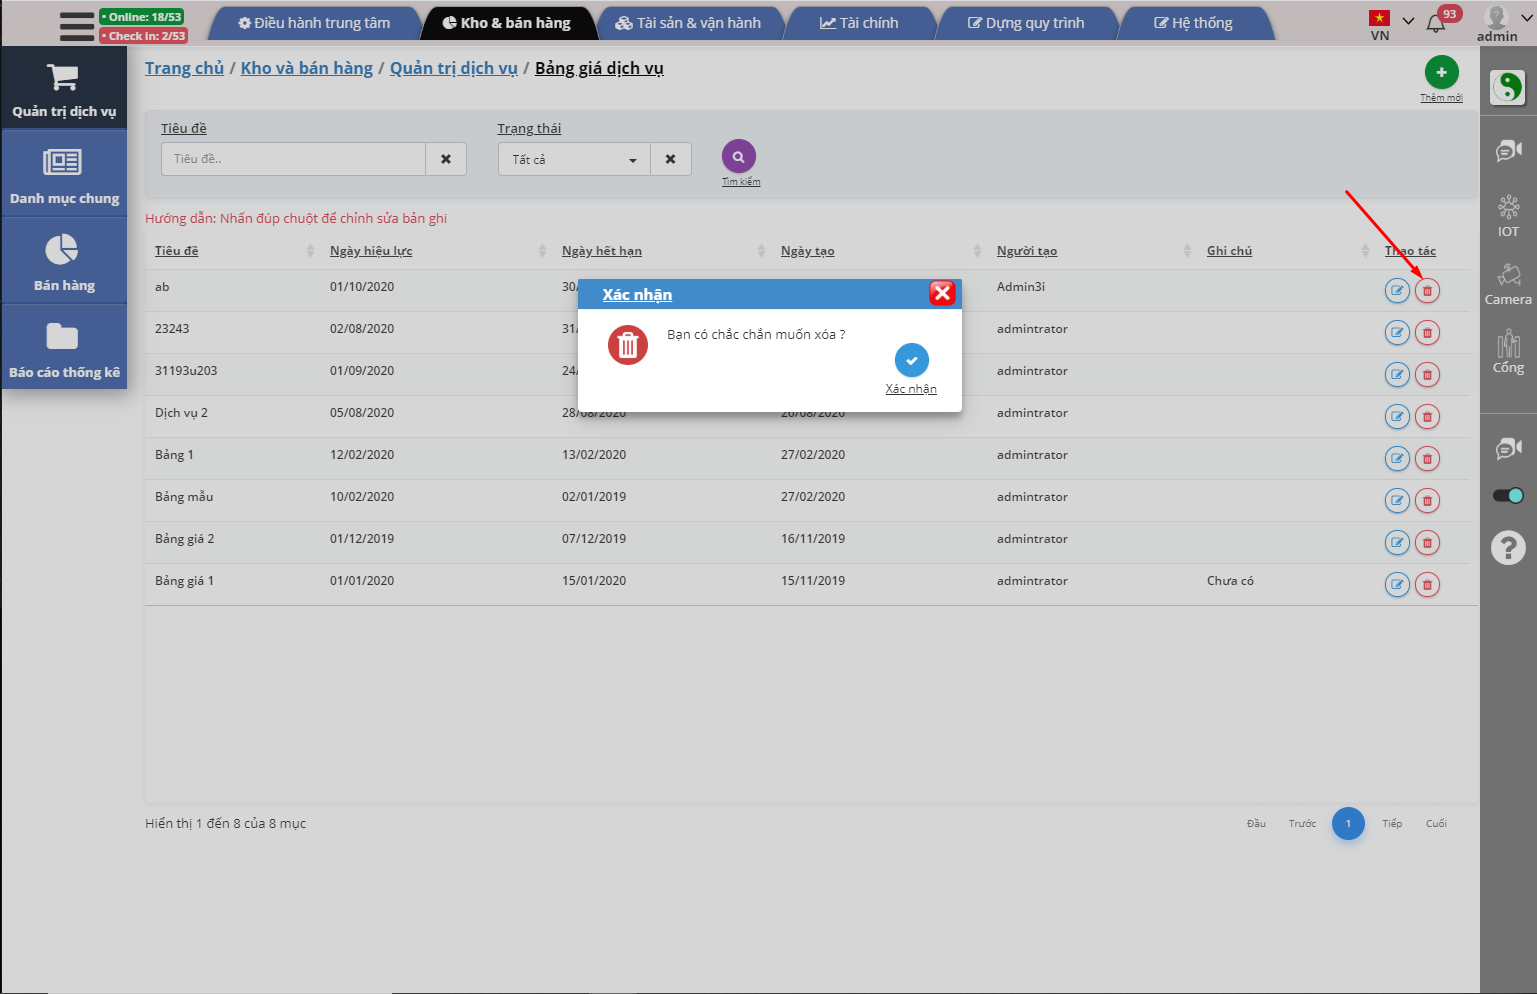 • Online: 18/53
• Check in: 2/53
Điều hành trung tâm
Kho & bán hàng
Tài sản & vận hành
Tài chính
Dựng quy trình
Hệ thống
VN
93
admin
Quản trị dịch vụ
Danh mục chung
Bán hàng
Báo cáo thống kê
Trang chủ / Kho và bán hàng / Quản trị dịch vụ / Bảng giá dịch vụ
Thêm mới
Tiêu đề
Trạng thái
Tiêu đề..
Tất cả
Tìm kiếm
Hướng dẫn: Nhấn đúp chuột để chỉnh sửa bản ghi
Tiêu đề Ngày hiệu lực Ngày hết hạn Ngày tạo Người tạo Ghi chú Thao tác
ab 01/10/2020 30/ Admin3i
23243 02/08/2020 31/ admintrator
31193u203 01/09/2020 24/ admintrator
Dịch vụ 2 05/08/2020 28/08/2020 26/08/2020 admintrator
Bảng 1 12/02/2020 13/02/2020 27/02/2020 admintrator
Bảng mẫu 10/02/2020 02/01/2019 27/02/2020 admintrator
Bảng giá 2 01/12/2019 07/12/2019 16/11/2019 admintrator
Bảng giá 1 01/01/2020 15/01/2020 15/11/2019 admintrator Chưa có
Xác nhận
Bạn có chắc chắn muốn xóa ?
Xác nhận
Hiển thị 1 đến 8 của 8 mục
Đầu Trước 1 Tiếp Cuối
IOT
Camera
Cổng